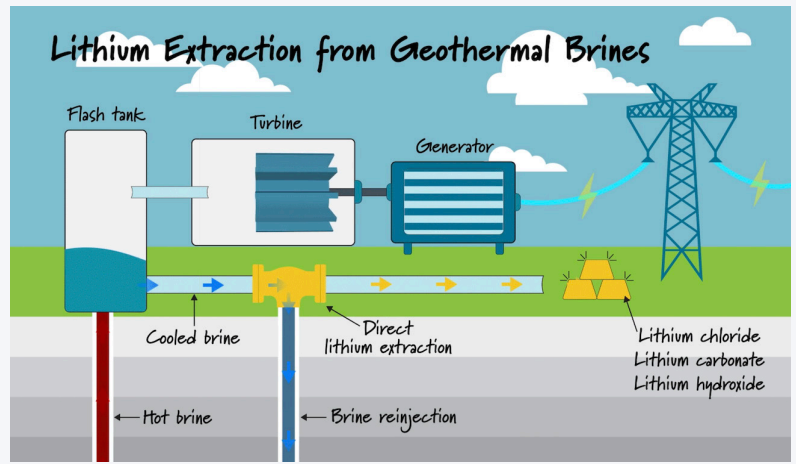 Lithium Extraction from Geothermal Brines
Flash tank
Turbine
Generator
Cooled brine
Direct
lithium extraction
Lithium chloride
Lithium carbonate
Lithium hydroxide
Hot brine
Brine reinjection